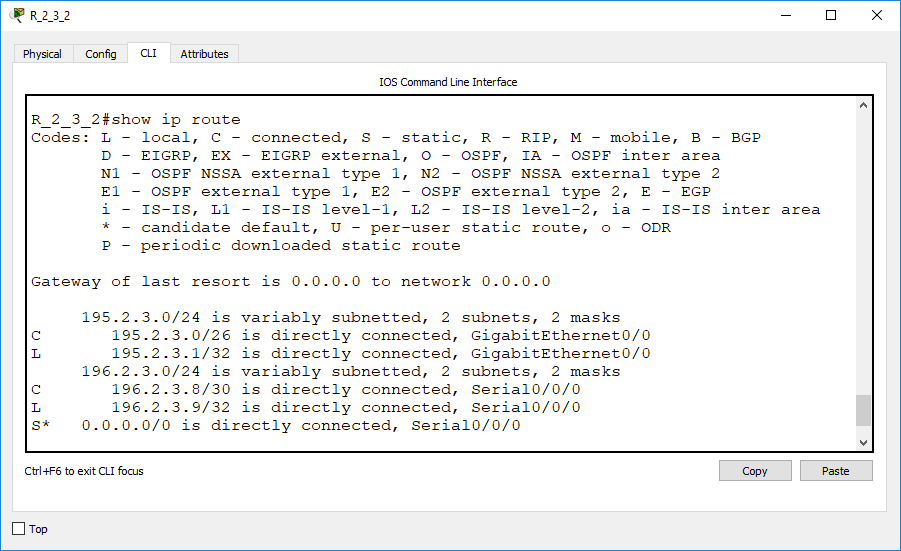 R_2_3_2
Physical Config CLI Attributes
IOS Command Line Interface
R_2_3_2#show ip route
Codes: L - local, C - connected, S - static, R - RIP, M - mobile, B - BGP
       D - EIGRP, EX - EIGRP external, O - OSPF, IA - OSPF inter area
       N1 - OSPF NSSA external type 1, N2 - OSPF NSSA external type 2
       E1 - OSPF external type 1, E2 - OSPF external type 2, E - EGP
       i - IS-IS, L1 - IS-IS level-1, L2 - IS-IS level-2, ia - IS-IS inter area
       * - candidate default, U - per-user static route, o - ODR
       P - periodic downloaded static route
Gateway of last resort is 0.0.0.0 to network 0.0.0.0
     195.2.3.0/24 is variably subnetted, 2 subnets, 2 masks
C       195.2.3.0/26 is directly connected, GigabitEthernet0/0
L       195.2.3.1/32 is directly connected, GigabitEthernet0/0
     196.2.3.0/24 is variably subnetted, 2 subnets, 2 masks
C       196.2.3.8/30 is directly connected, Serial0/0/0
L       196.2.3.9/32 is directly connected, Serial0/0/0
S*   0.0.0.0/0 is directly connected, Serial0/0/0
Ctrl+F6 to exit CLI focus
Copy Paste
Top